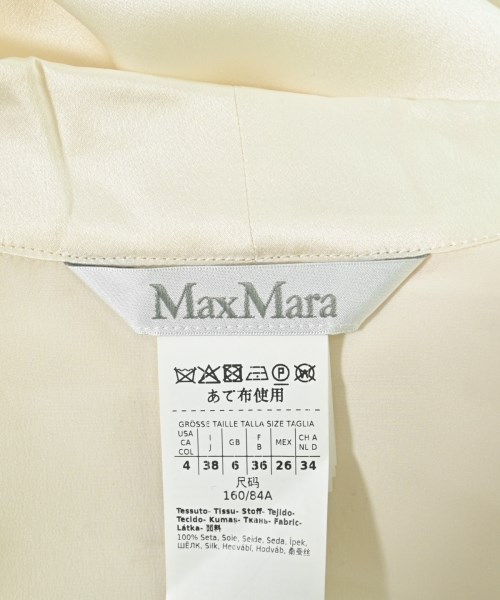 MaxMara
P W
あて布使用
GRÖSSE TAILLE TALLA SIZE TAGLIA
USA CA COL I J GB F B MEX CH A NL D
4 38 6 36 26 34
尺码
160/84A
Tessuto- Tissu- Stoff- Tejido-
Tecido- Kumas- Ткань- Fabric-
Látka- 顔料
100% Seta, Soie, Seide, Seda, İpek,
ШЁЛК, Silk, Hedvábí, Hodváb, 桑蚕丝